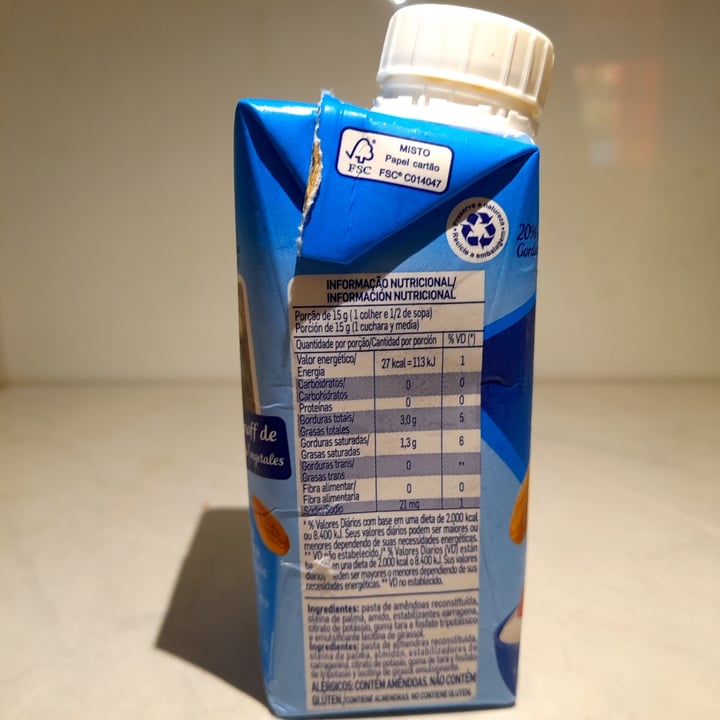 MISTO
Papel cartão
FSC
FSC® C014047
Preserve a Natureza
Recicle a embalagem
20%
INFORMAÇÃO NUTRICIONAL/
INFORMACIÓN NUTRICIONAL
Porção de 15 g ( 1 colher e 1/2 de sopa)
Porción de 15 g (1 cuchara y media)
Quantidade por porção/Cantidad por porción % VD (*)
Valor energético/
Energía 27 kcal = 113 kJ 1
Carboidratos/
Carbohidratos 0 0
Proteínas 0 0
Gorduras totais/
Grasas totales 3,0 g 5
Gorduras saturadas/
Grasas saturadas 1,3 g 6
Gorduras trans/
Grasas trans 0 **
Fibra alimentar/
Fibra alimentaria 0 0
Sódio/Sodio 21 mg 1
off de
vegetales
* % Valores Diários com base em uma dieta de 2.000 kcal
ou 8.400 kJ. Seus valores diários podem ser maiores ou
menores dependendo de suas necessidades energéticas.
** VD não estabelecido./* % Valores Diarios (VD) están
en una dieta de 2.000 kcal o 8.400 kJ. Sus valores
diarios ser mayores o menores dependiendo de sus
necesidades energéticas. ** VD no establecido.
Ingredientes: pasta de amêndoas reconstituída,
oleína de palma, amido, estabilizantes carragena,
citrato de potássio, goma tara e fosfato tripotássico
e emulsificante lecitina de girassol.
Ingredientes: pasta de almendras reconstituida,
oleína de palma, almidón, estabilizadores de
carragenina, citrato de potasio, goma de tara y fosfato
de tripotasio y lecitina de girasol emulsionante.
ALÉRGICOS: CONTÉM AMÊNDOAS. NÃO CONTÉM
GLÚTEN./CONTIENE ALMENDRAS. NO CONTIENE GLUTEN.